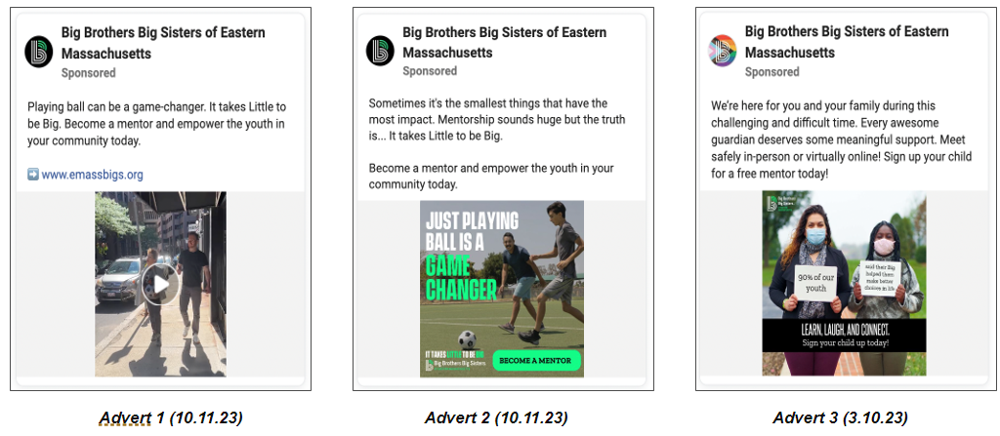 Big Brothers Big Sisters of Eastern
Massachusetts
Sponsored
Playing ball can be a game-changer. It takes Little to
be Big. Become a mentor and empower the youth in
your community today.
➡️ www.emassbigs.org
Advert 1 (10.11.23)
Big Brothers Big Sisters of Eastern
Massachusetts
Sponsored
Sometimes it's the smallest things that have the
most impact. Mentorship sounds huge but the truth
is... It takes Little to be Big.
Become a mentor and empower the youth in your
community today.
JUST PLAYING
BALL IS A
GAME
CHANGER
IT TAKES LITTLE TO BE BIG
Big Brothers Big Sisters
BECOME A MENTOR
Advert 2 (10.11.23)
Big Brothers Big Sisters of Eastern
Massachusetts
Sponsored
We're here for you and your family during this
challenging and difficult time. Every awesome
guardian deserves some meaningful support. Meet
safely in-person or virtually online! Sign up your child
for a free mentor today!
Big Brothers
Big Sisters
90% of our
youth
said their Big
helped them
make better
choices in life
LEARN, LAUGH, AND CONNECT.
Sign your child up today!
Advert 3 (3.10.23)